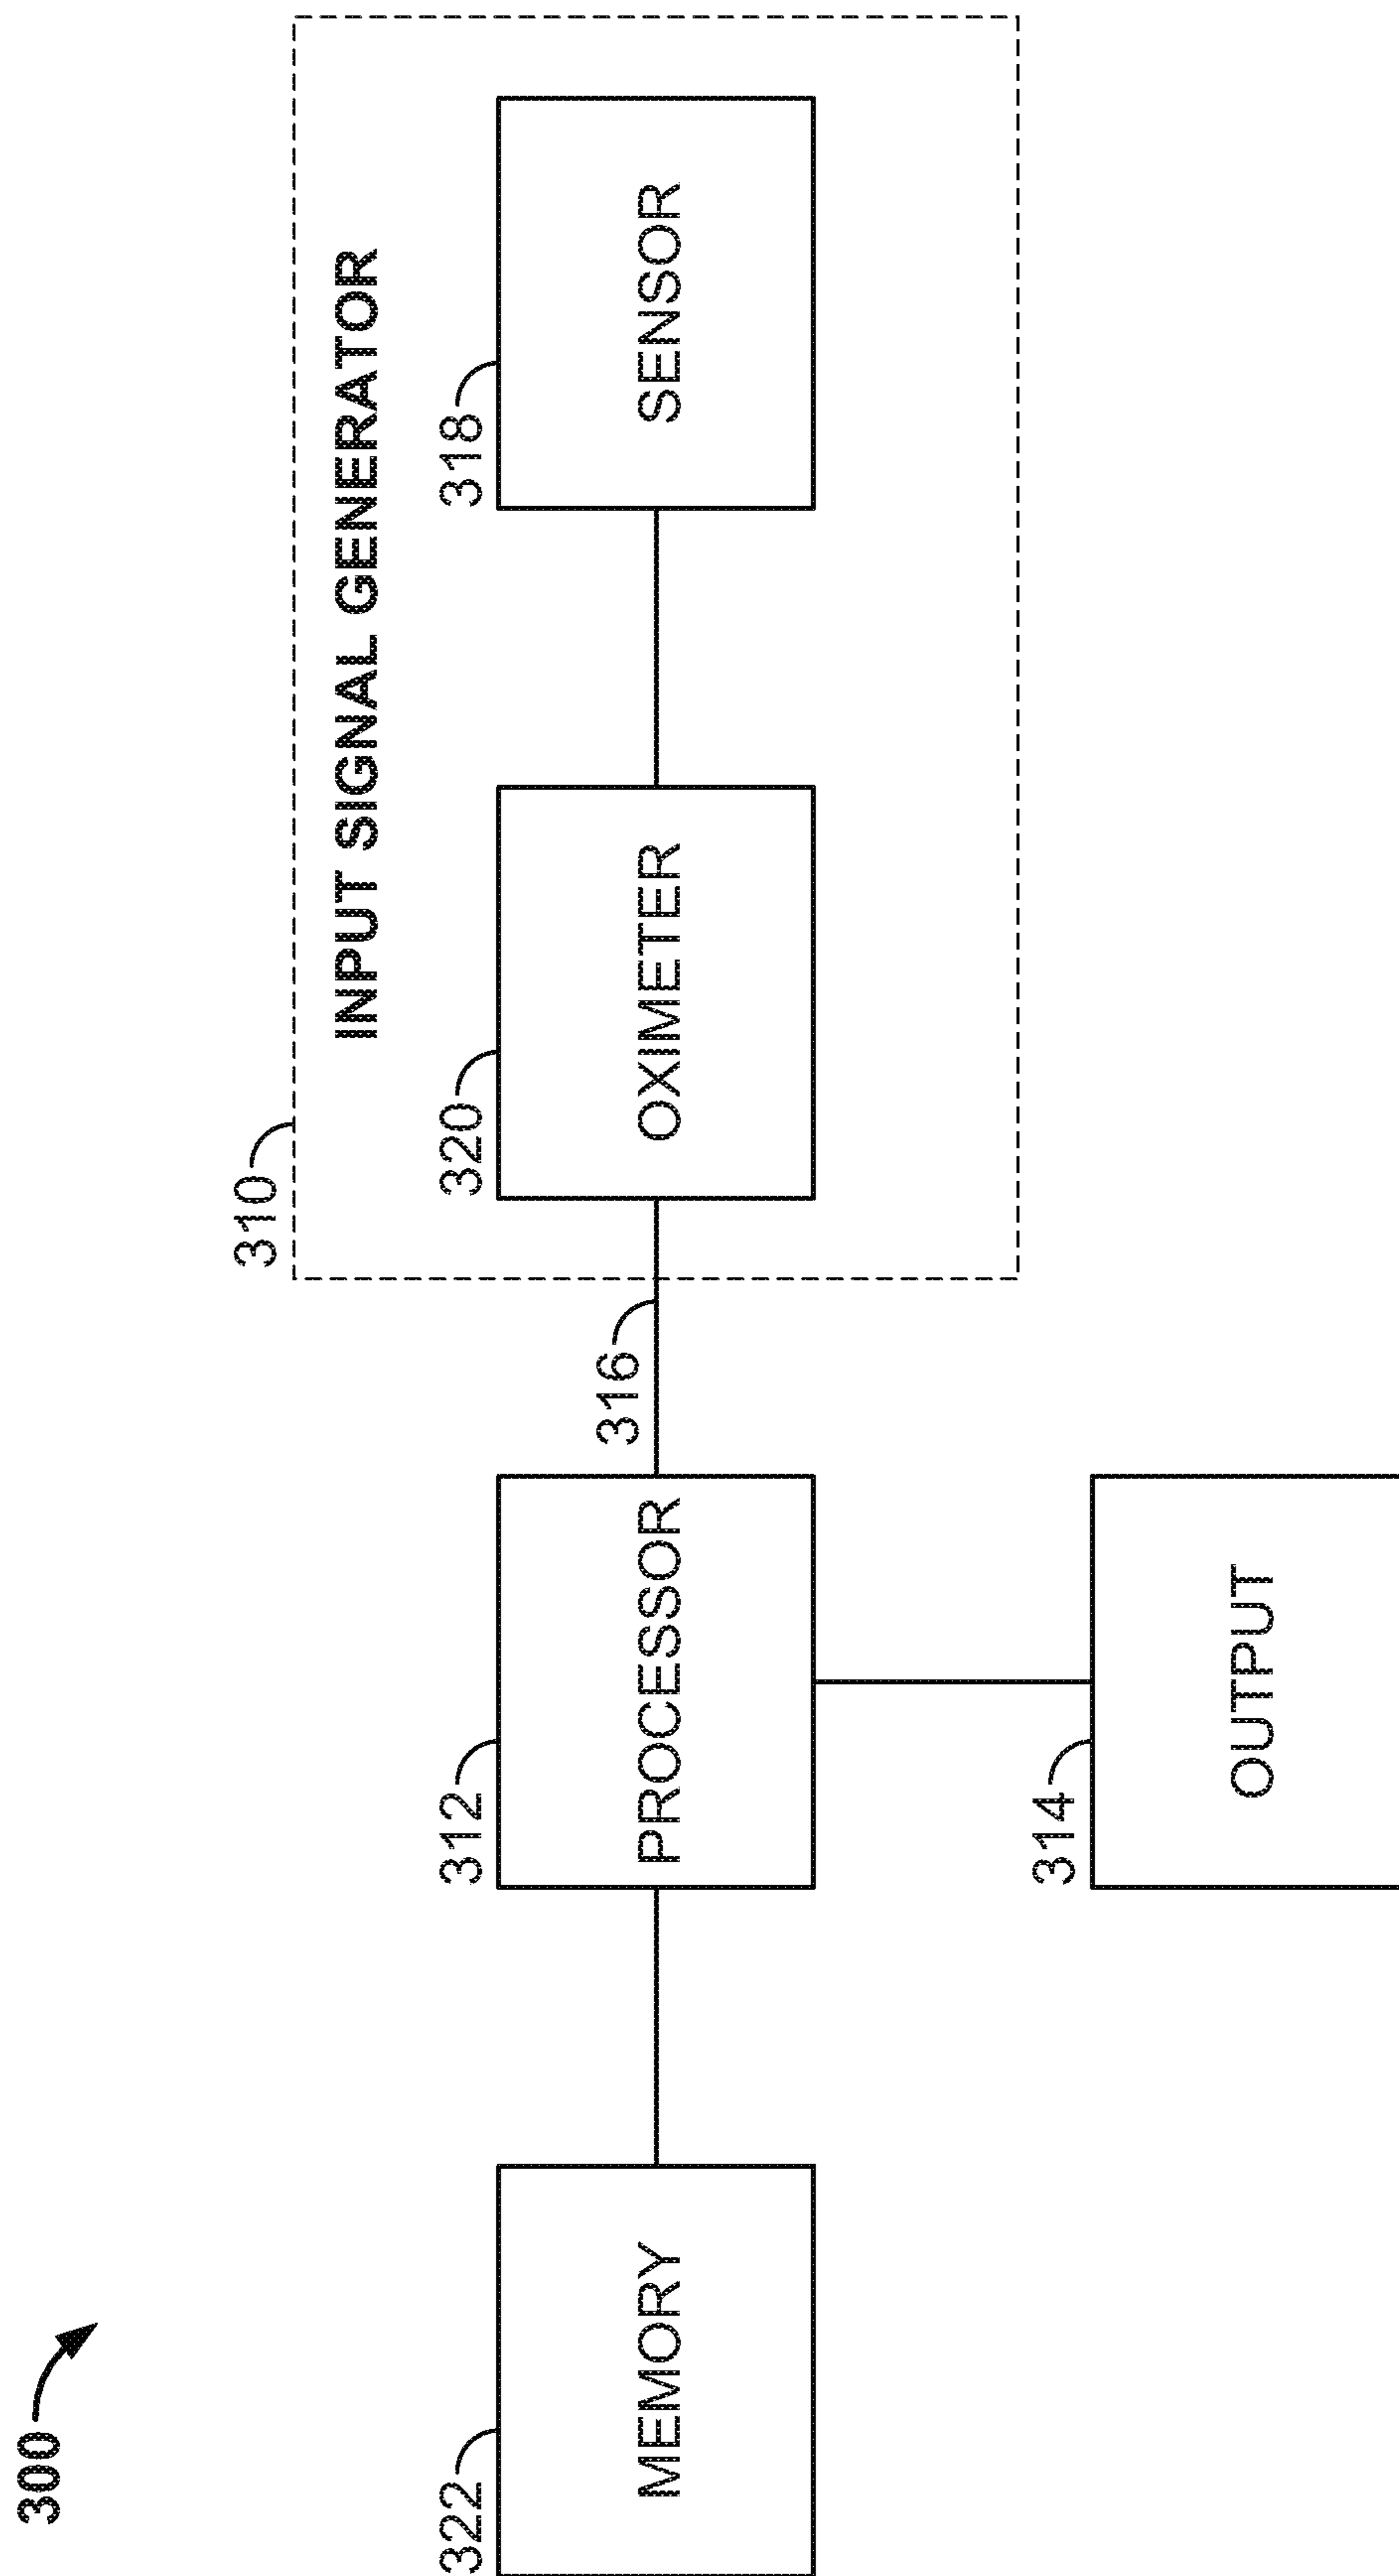 300
310
INPUT SIGNAL GENERATOR
322
312
320
318
MEMORY
PROCESSOR
316
OXIMETER
SENSOR
314
OUTPUT